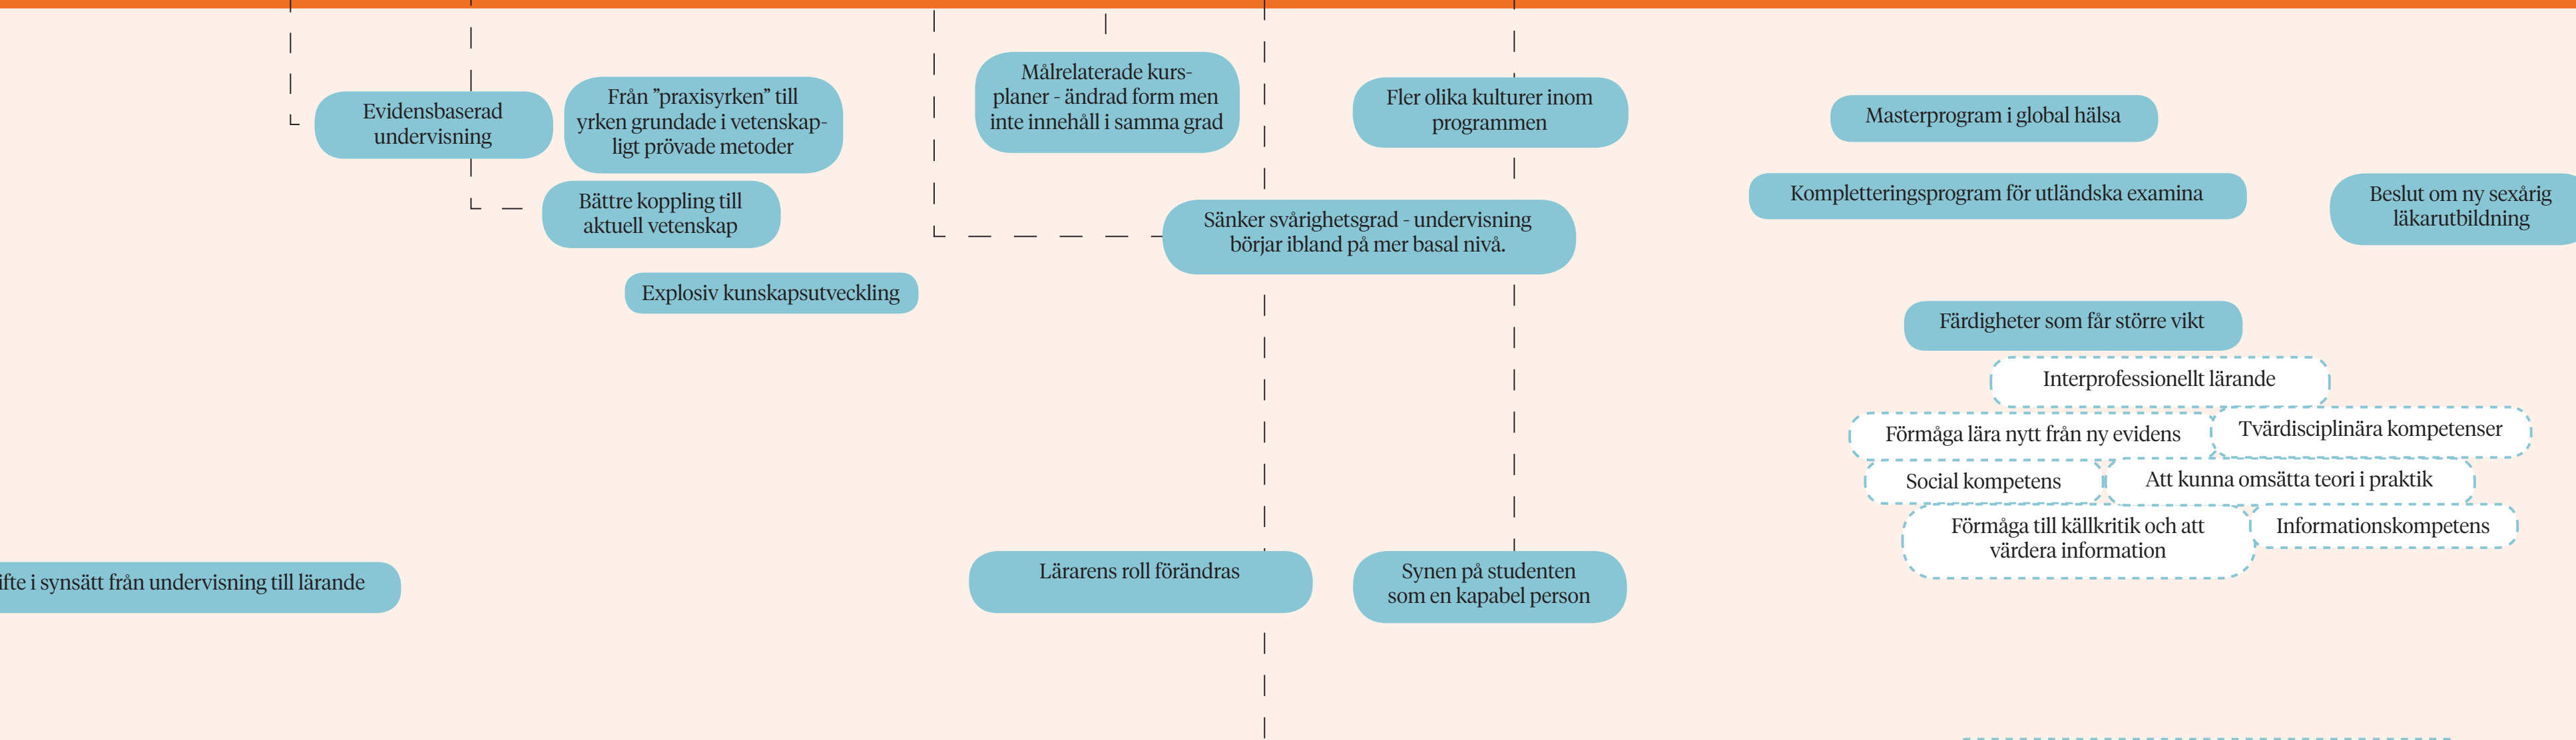 Evidensbaserad
undervisning
Från ”praxisyrken” till
yrken grundade i vetenskap-
ligt prövade metoder
Bättre koppling till
aktuell vetenskap
Explosiv kunskapsutveckling
Målrelaterade kurs-
planer - ändrad form men
inte innehåll i samma grad
Fler olika kulturer inom
programmen
Sänker svårighetsgrad - undervisning
börjar ibland på mer basal nivå.
Masterprogram i global hälsa
Kompletteringsprogram för utländska examina
Beslut om ny sexårig
läkarutbildning
Färdigheter som får större vikt
Interprofessionellt lärande
Förmåga lära nytt från ny evidens
Tvärdisciplinära kompetenser
Social kompetens
Att kunna omsätta teori i praktik
Förmåga till källkritik och att
värdera information
Informationskompetens
i synsätt från undervisning till lärande
Lärarens roll förändras
Synen på studenten
som en kapabel person